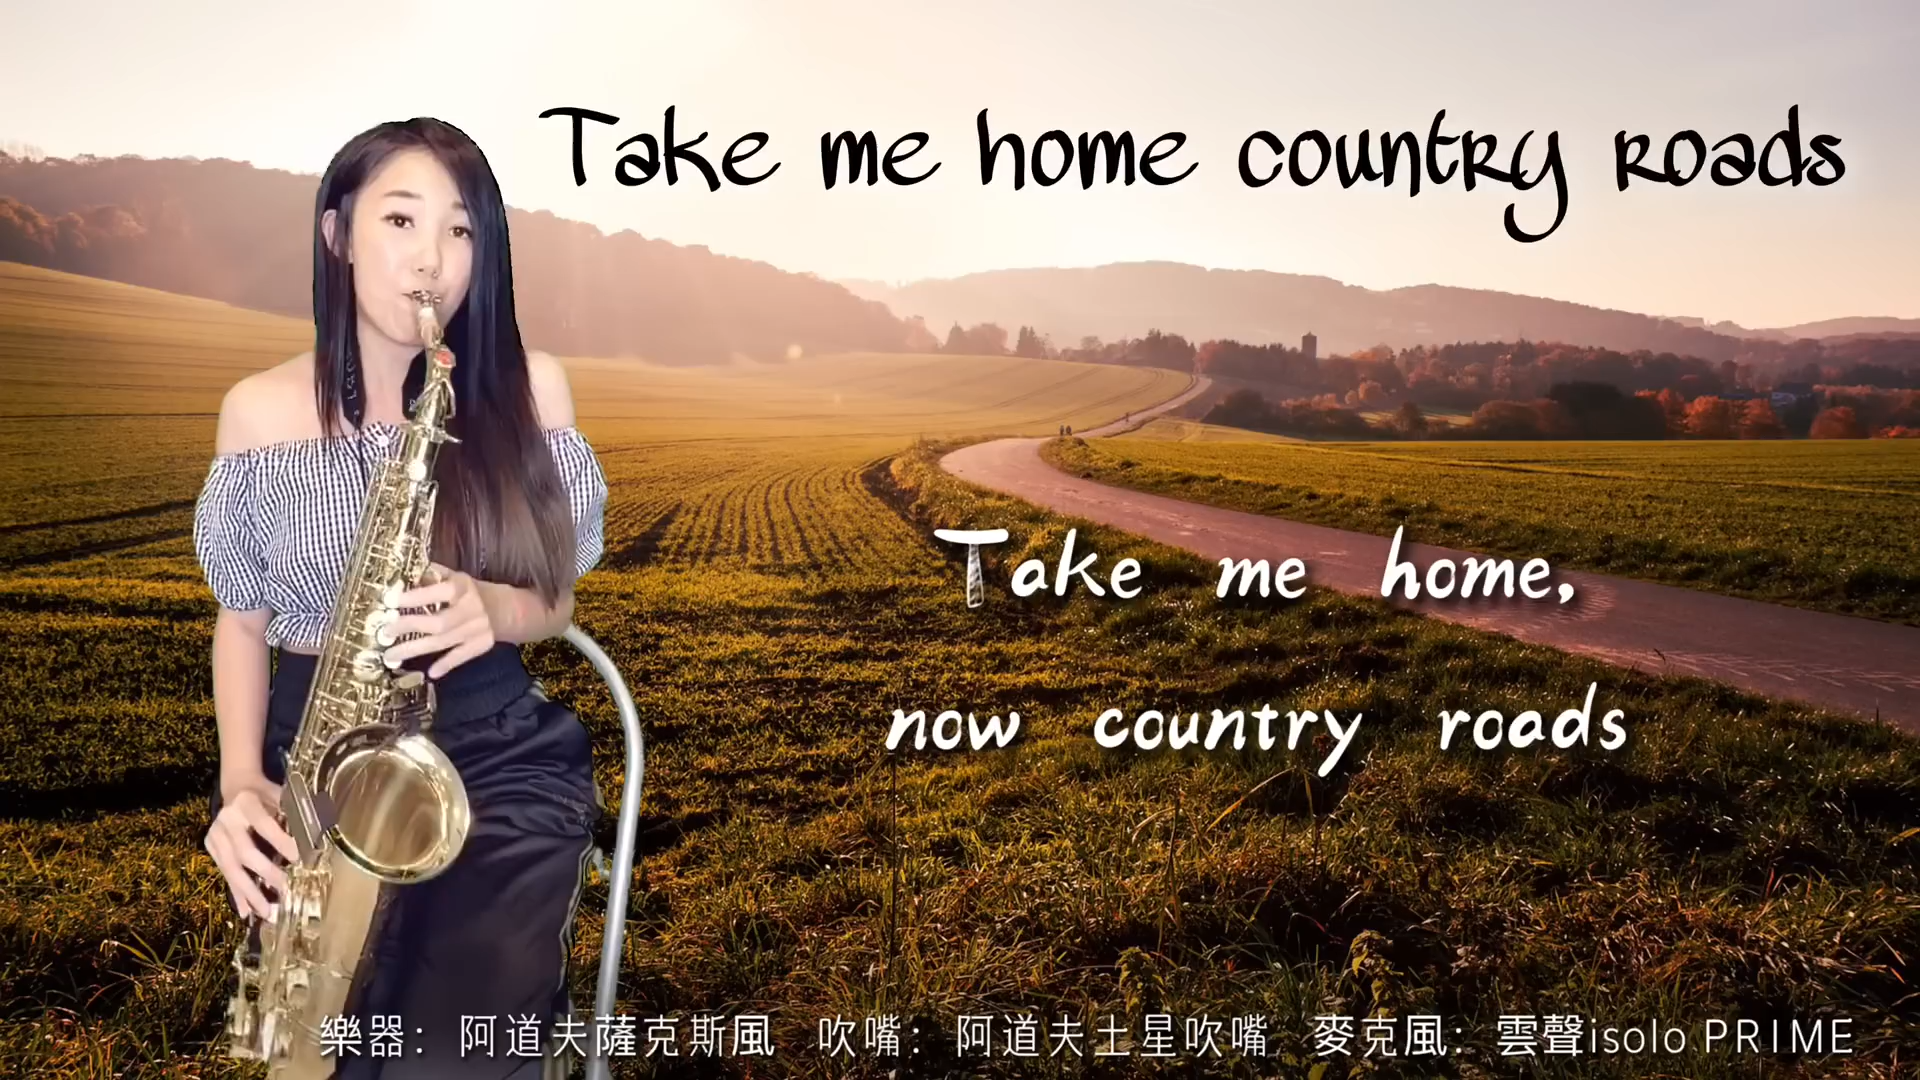 Take me home country roads
Take me home,
now country roads
樂器：阿道夫薩克斯風 吹嘴：阿道夫土星吹嘴 麥克風：雲聲isolo PRIME